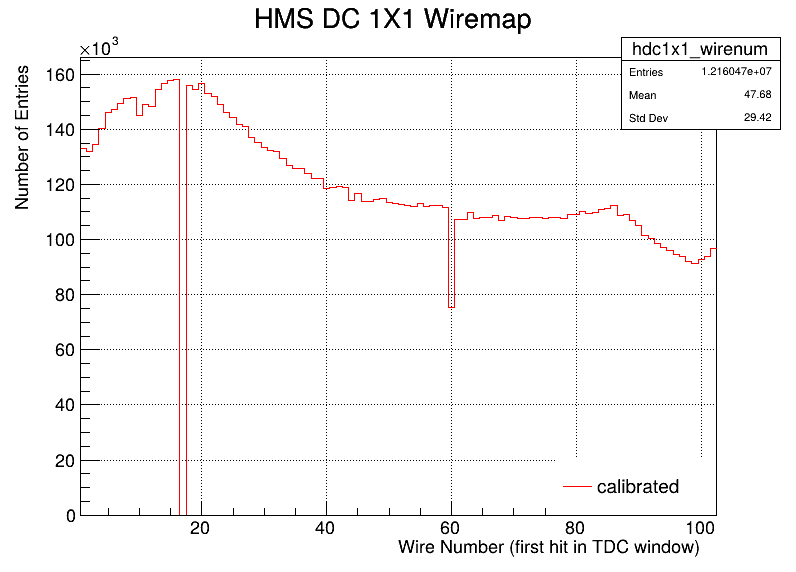 HMS DC 1X1 Wiremap
×10³
hdc1x1_wirenum
Entries 1.216047e+07
Mean 47.68
Std Dev 29.42
Number of Entries
160
140
120
100
80
60
40
20
0
calibrated
20 40 60 80 100
Wire Number (first hit in TDC window)